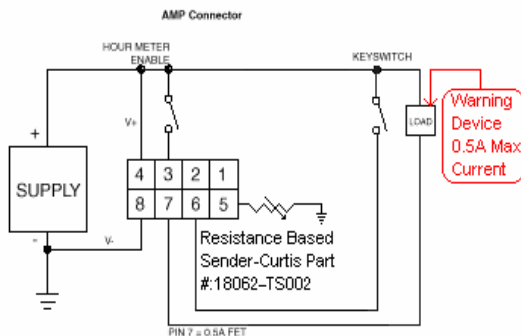 AMP Connector
HOUR METER
ENABLE
KEYSWITCH
V+
+
SUPPLY
-
V-
4 3 2 1
8 7 6 5
LOAD
Warning
Device
0.5A Max
Current
Resistance Based
Sender-Curtis Part
#:18062-TS002
PIN 7 = 0.5A FET